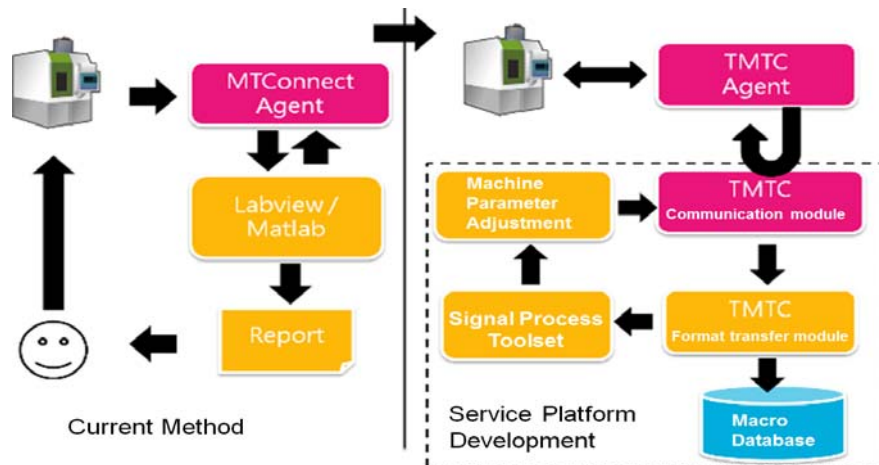 MTConnect
Agent
Labview /
Matlab
Report
Current Method
TMTC
Agent
Machine
Parameter
Adjustment
TMTC
Communication module
Signal Process
Toolset
TMTC
Format transfer module
Macro
Database
Service Platform
Development